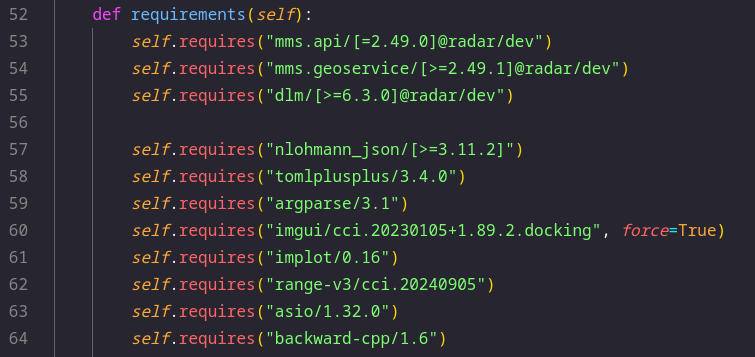 52 def requirements(self):
53 self.requires("mms.api/[=2.49.0]@radar/dev")
54 self.requires("mms.geoservice/[>=2.49.1]@radar/dev")
55 self.requires("dlm/[>=6.3.0]@radar/dev")
56
57 self.requires("nlohmann_json/[>=3.11.2]")
58 self.requires("tomlplusplus/3.4.0")
59 self.requires("argparse/3.1")
60 self.requires("imgui/cci.20230105+1.89.2.docking", force=True)
61 self.requires("implot/0.16")
62 self.requires("range-v3/cci.20240905")
63 self.requires("asio/1.32.0")
64 self.requires("backward-cpp/1.6")